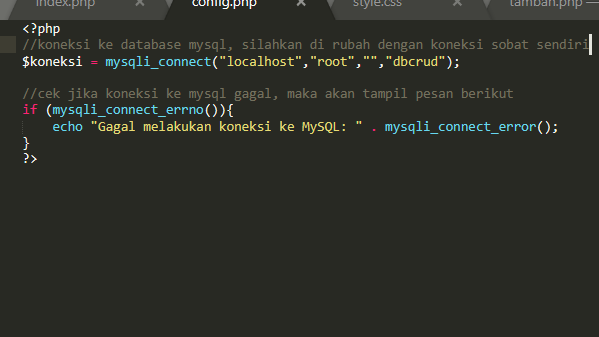 index.php × config.php × style.css × tambah.php
<?php
//koneksi ke database mysql, silahkan di rubah dengan koneksi sobat sendiri
$koneksi = mysqli_connect("localhost","root","","dbcrud");
//cek jika koneksi ke mysql gagal, maka akan tampil pesan berikut
if (mysqli_connect_errno()){
    echo "Gagal melakukan koneksi ke MySQL: " . mysqli_connect_error();
}
?>